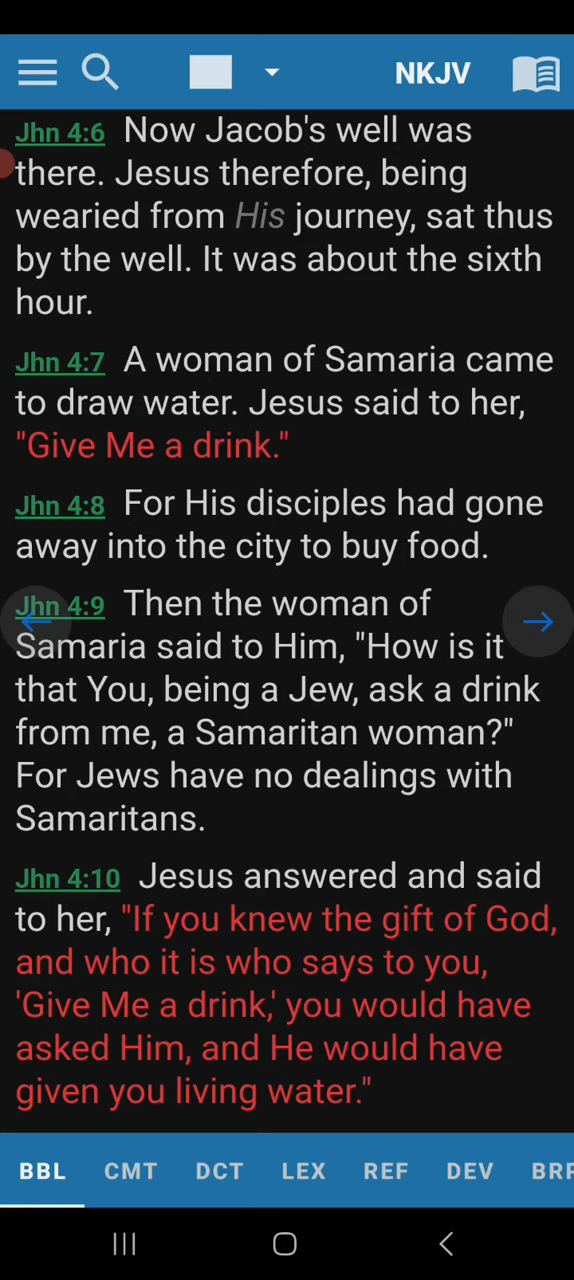 NKJV
Jhn 4:6 Now Jacob's well was
there. Jesus therefore, being
wearied from His journey, sat thus
by the well. It was about the sixth
hour.
Jhn 4:7 A woman of Samaria came
to draw water. Jesus said to her,
"Give Me a drink."
Jhn 4:8 For His disciples had gone
away into the city to buy food.
Jhn 4:9 Then the woman of
Samaria said to Him, "How is it
that You, being a Jew, ask a drink
from me, a Samaritan woman?"
For Jews have no dealings with
Samaritans.
Jhn 4:10 Jesus answered and said
to her, "If you knew the gift of God,
and who it is who says to you,
'Give Me a drink,' you would have
asked Him, and He would have
given you living water."
BBL CMT DCT LEX REF DEV BRP